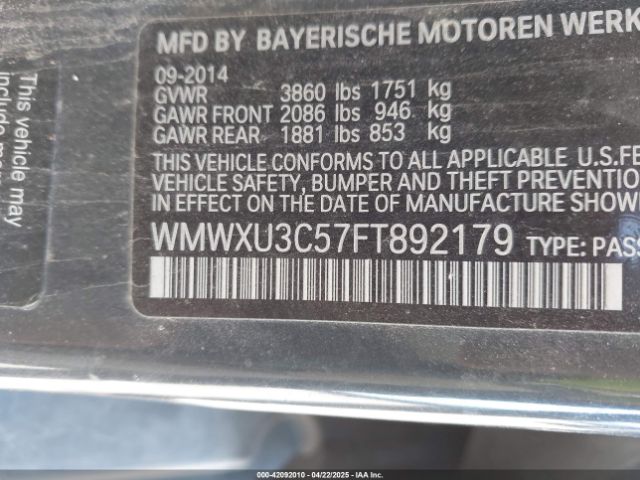 MFD BY BAYERISCHE MOTOREN WERK
09-2014
GVWR 3860 lbs 1751 kg
GAWR FRONT 2086 lbs 946 kg
GAWR REAR 1881 lbs 853 kg
THIS VEHICLE CONFORMS TO ALL APPLICABLE U.S.FE
VEHICLE SAFETY, BUMPER AND THEFT PREVENTION
IN EFFECT ON THE DATE OF MANUFACTURE SHOW
WMWXU3C57FT892179 TYPE: PASS
This vehicle may
include
000-42092010 - 04/22/2025 - IAA Inc.